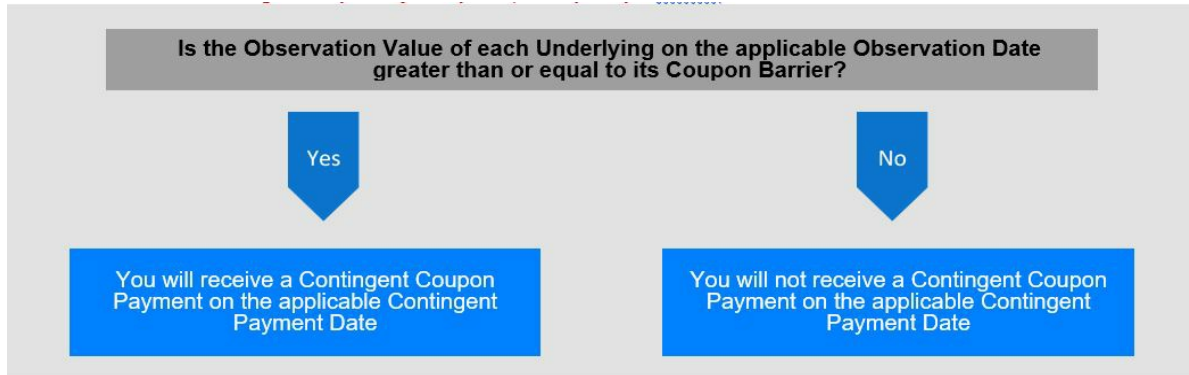 Is the Observation Value of each Underlying on the applicable Observation Date
greater than or equal to its Coupon Barrier?
Yes
No
You will receive a Contingent Coupon
Payment on the applicable Contingent
Payment Date
You will not receive a Contingent Coupon
Payment on the applicable Contingent
Payment Date